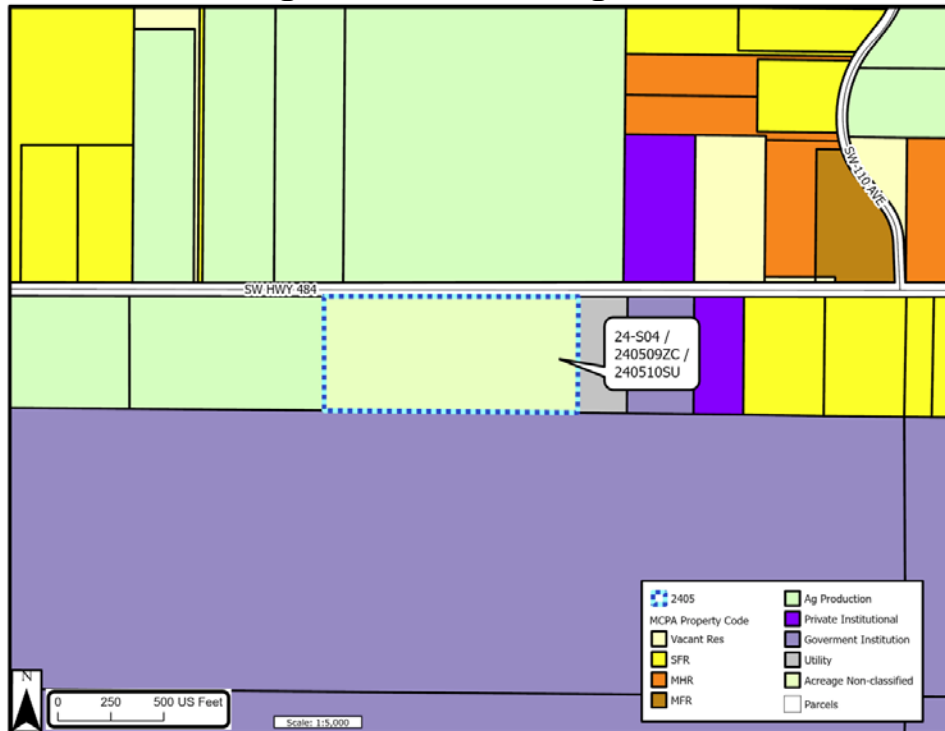 SW-110 AVE
SW HWY 484
24-S04 /
240509ZC /
240510SU
2405
MCPA Property Code
Vacant Res
SFR
MHR
MFR
Ag Production
Private Institutional
Goverment Institution
Utility
Acreage Non-classified
Parcels
N
0 250 500 US Feet
Scale: 1:5,000